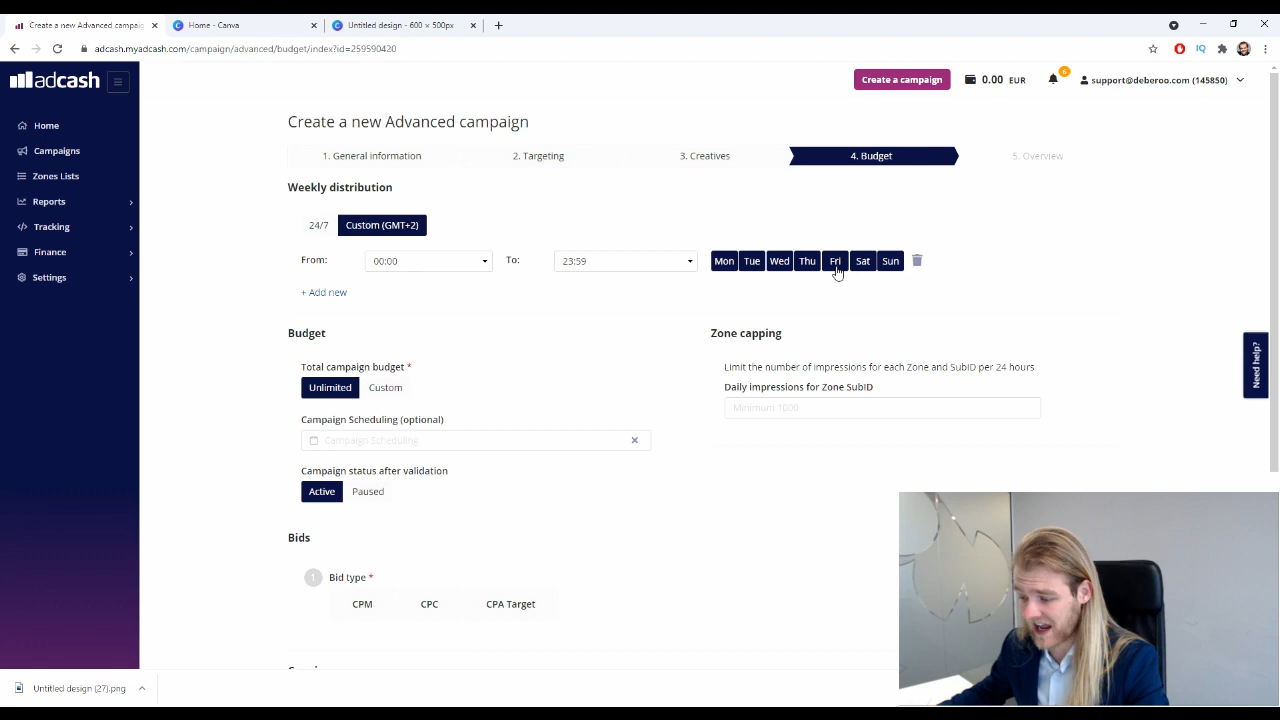 Create a new Advanced campaig
Home - Canva
Untitled design - 600 × 500px
adcash.myadcash.com/campaign/advanced/budget/index?id=259590420
IQ
adcash
Create a campaign
0.00 EUR
6
support@deberoo.com (145850)
Home
Campaigns
Zones Lists
Reports
Tracking
Finance
Settings
Create a new Advanced campaign
1. General information
2. Targeting
3. Creatives
4. Budget
5. Overview
Weekly distribution
24/7
Custom (GMT+2)
From:
00:00
To:
23:59
Mon
Tue
Wed
Thu
Fri
Sat
Sun
+ Add new
Budget
Total campaign budget *
Unlimited
Custom
Campaign Scheduling (optional)
Campaign Scheduling
Campaign status after validation
Active
Paused
Zone capping
Limit the number of impressions for each Zone and SubID per 24 hours
Daily impressions for Zone SubID
Minimum 1000
Need help?
Bids
1
Bid type *
CPM
CPC
CPA Target
Untitled design (27).png